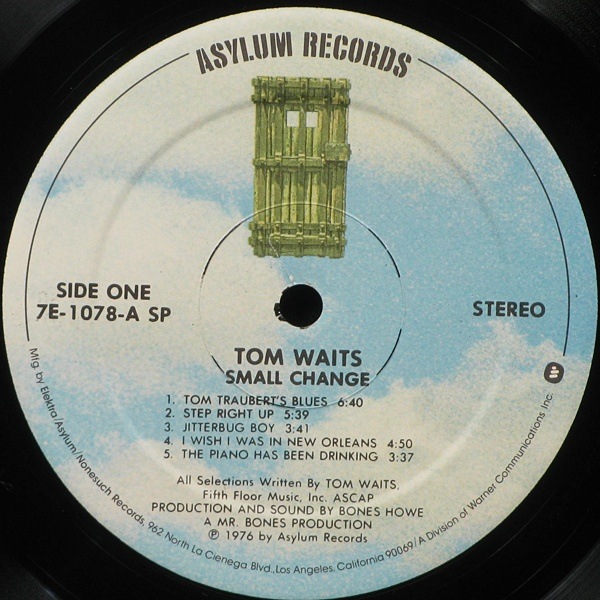 ASYLUM RECORDS
SIDE ONE
7E-1078-A SP
STEREO
TOM WAITS
SMALL CHANGE
1. TOM TRAUBERT'S BLUES 6:40
2. STEP RIGHT UP 5:39
3. JITTERBUG BOY 3:41
4. I WISH I WAS IN NEW ORLEANS 4:50
5. THE PIANO HAS BEEN DRINKING 3:37
All Selections Written By TOM WAITS.
Fifth Floor Music, Inc. ASCAP
PRODUCTION AND SOUND BY BONES HOWE
A MR. BONES PRODUCTION
℗ 1976 by Asylum Records
Mfg. by Elektra/Asylum/Nonesuch Records, 962 North La Cienega Blvd., Los Angeles, California 90069/A Division of Warner Communications Inc.